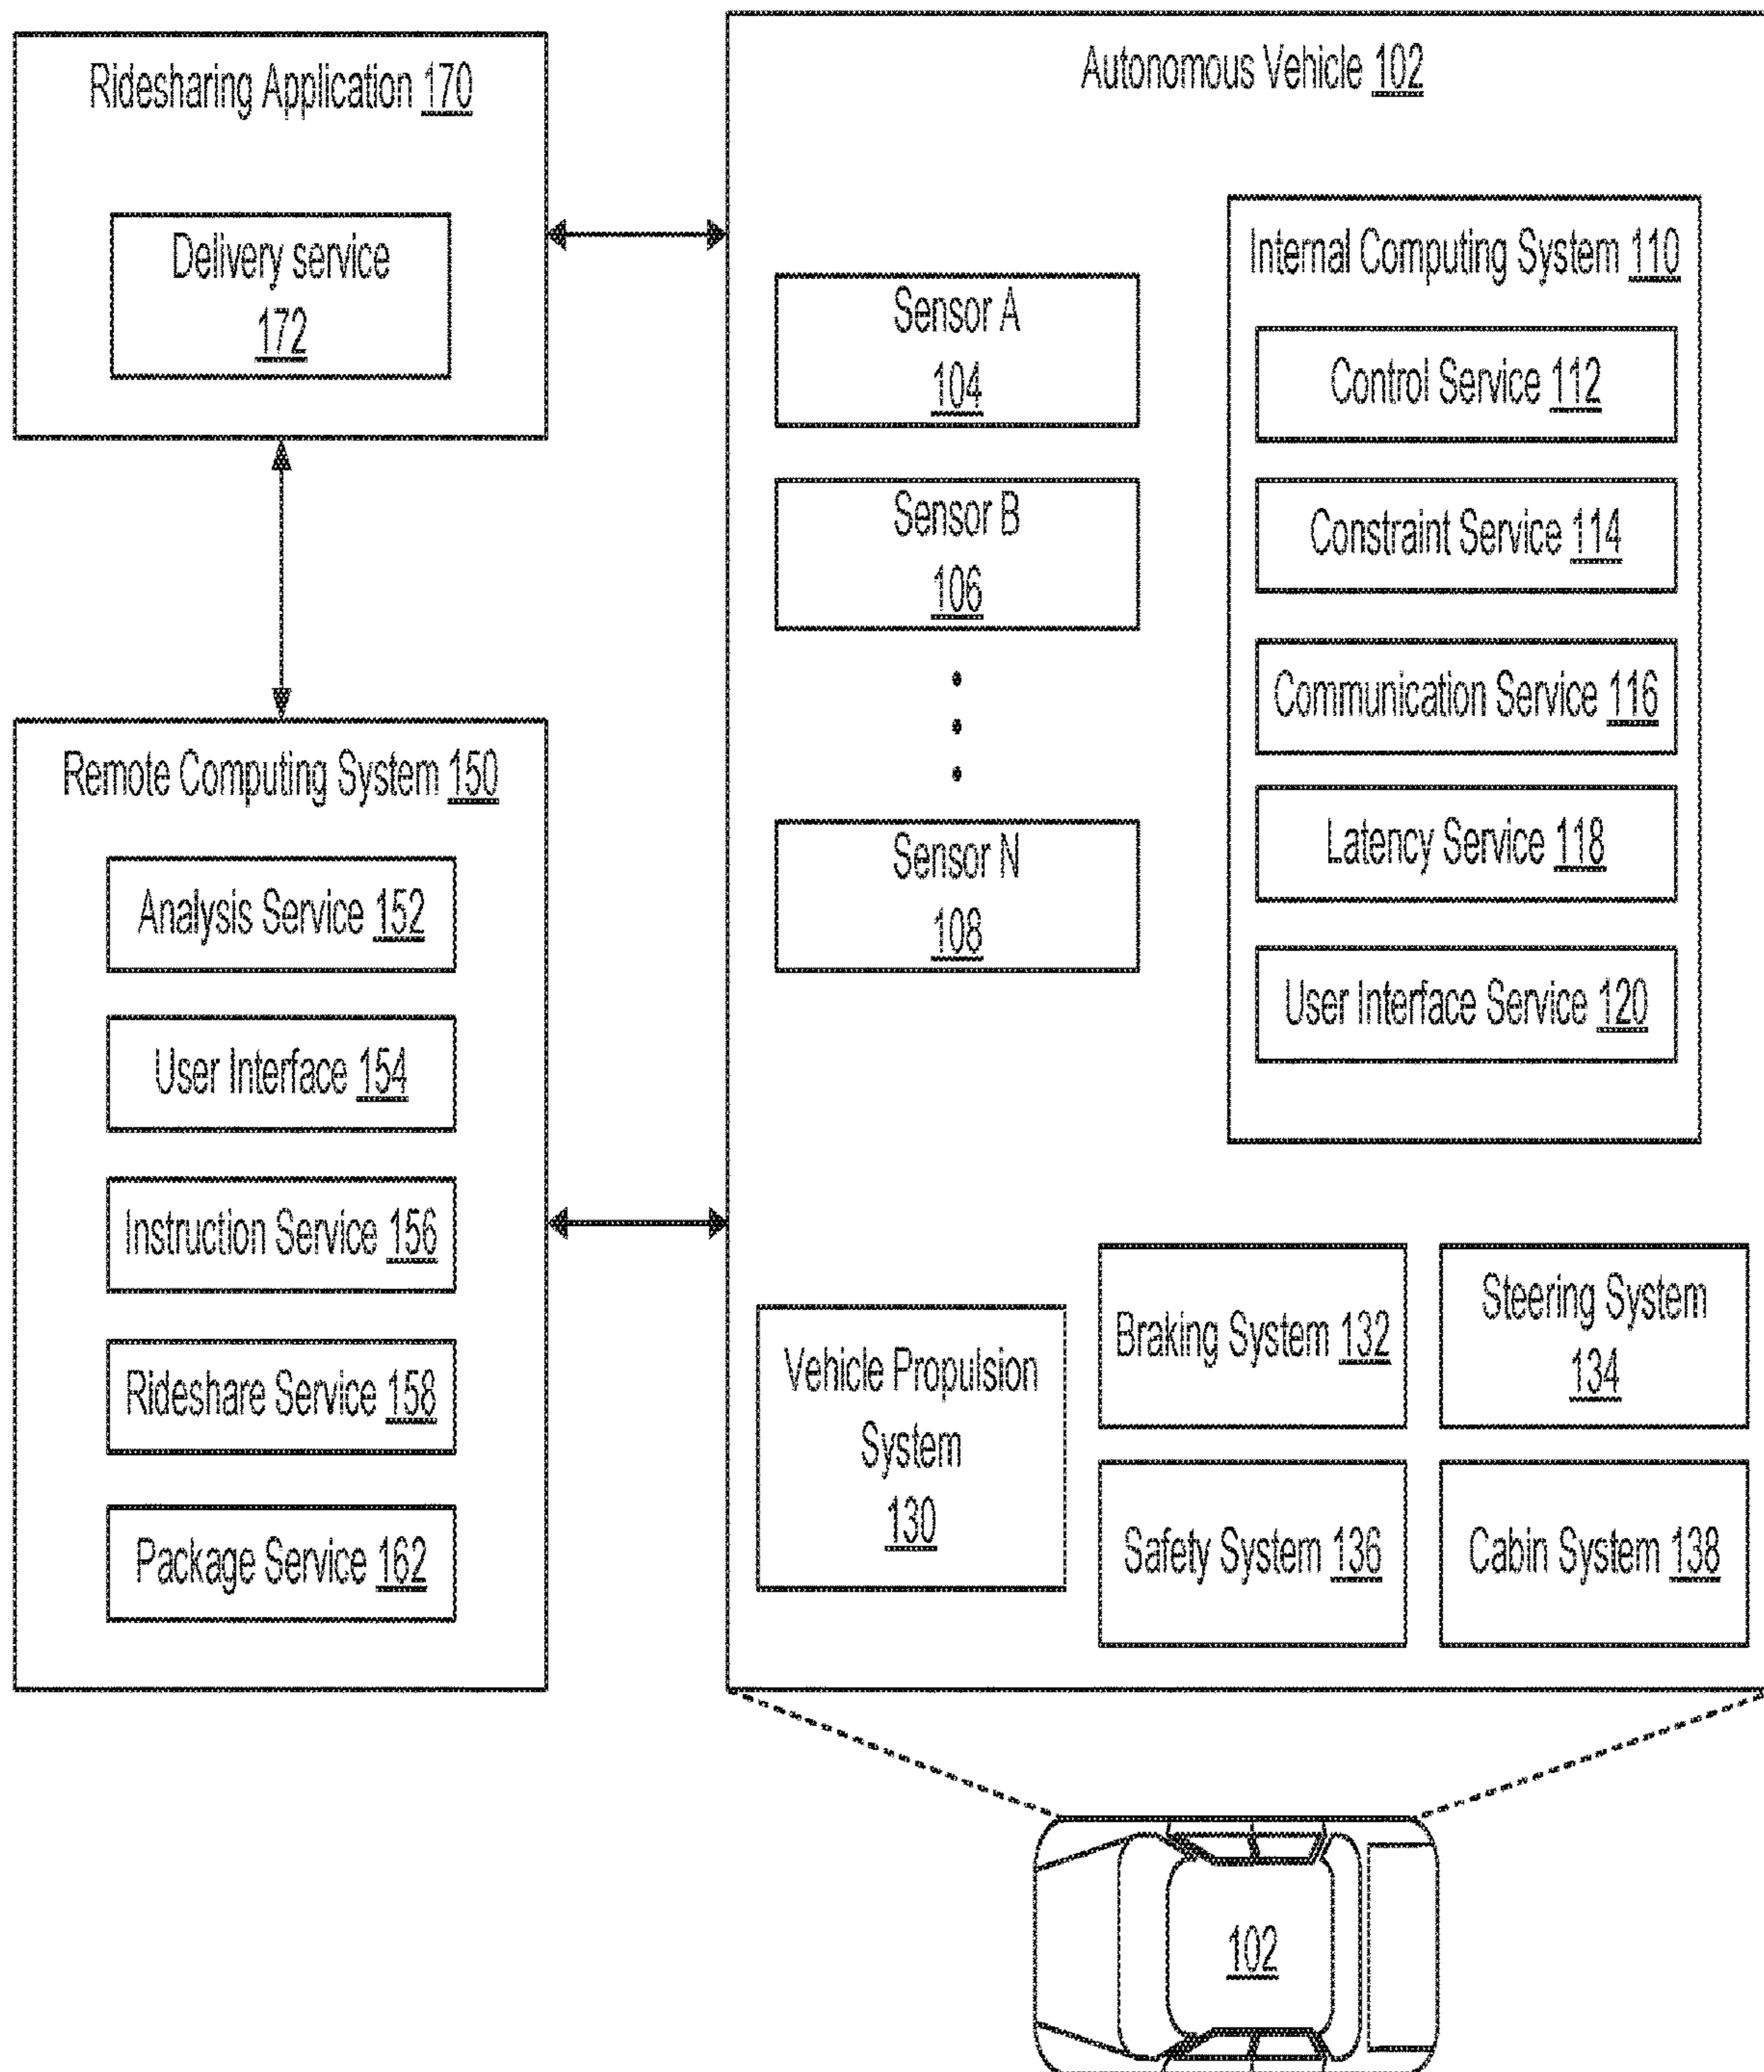 Ridesharing Application 170
Delivery service
172
Remote Computing System 150
Analysis Service 152
User Interface 154
Instruction Service 156
Rideshare Service 158
Package Service 162
Autonomous Vehicle 102
Sensor A
104
Sensor B
106
Sensor N
108
Internal Computing System 110
Control Service 112
Constraint Service 114
Communication Service 116
Latency Service 118
User Interface Service 120
Vehicle Propulsion
System
130
Braking System 132
Steering System
134
Safety System 136
Cabin System 138
102